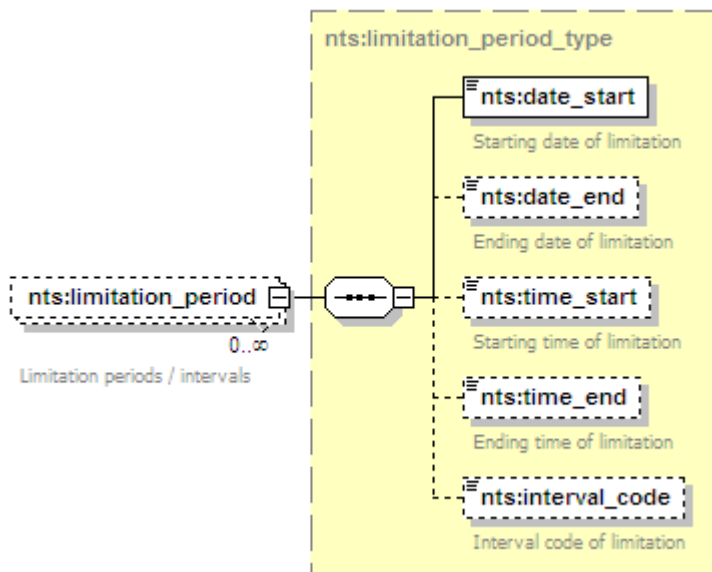 nts:limitation_period_type
nts:date_start
Starting date of limitation
nts:date_end
Ending date of limitation
nts:limitation_period
0..∞
Limitation periods / intervals
nts:time_start
Starting time of limitation
nts:time_end
Ending time of limitation
nts:interval_code
Interval code of limitation